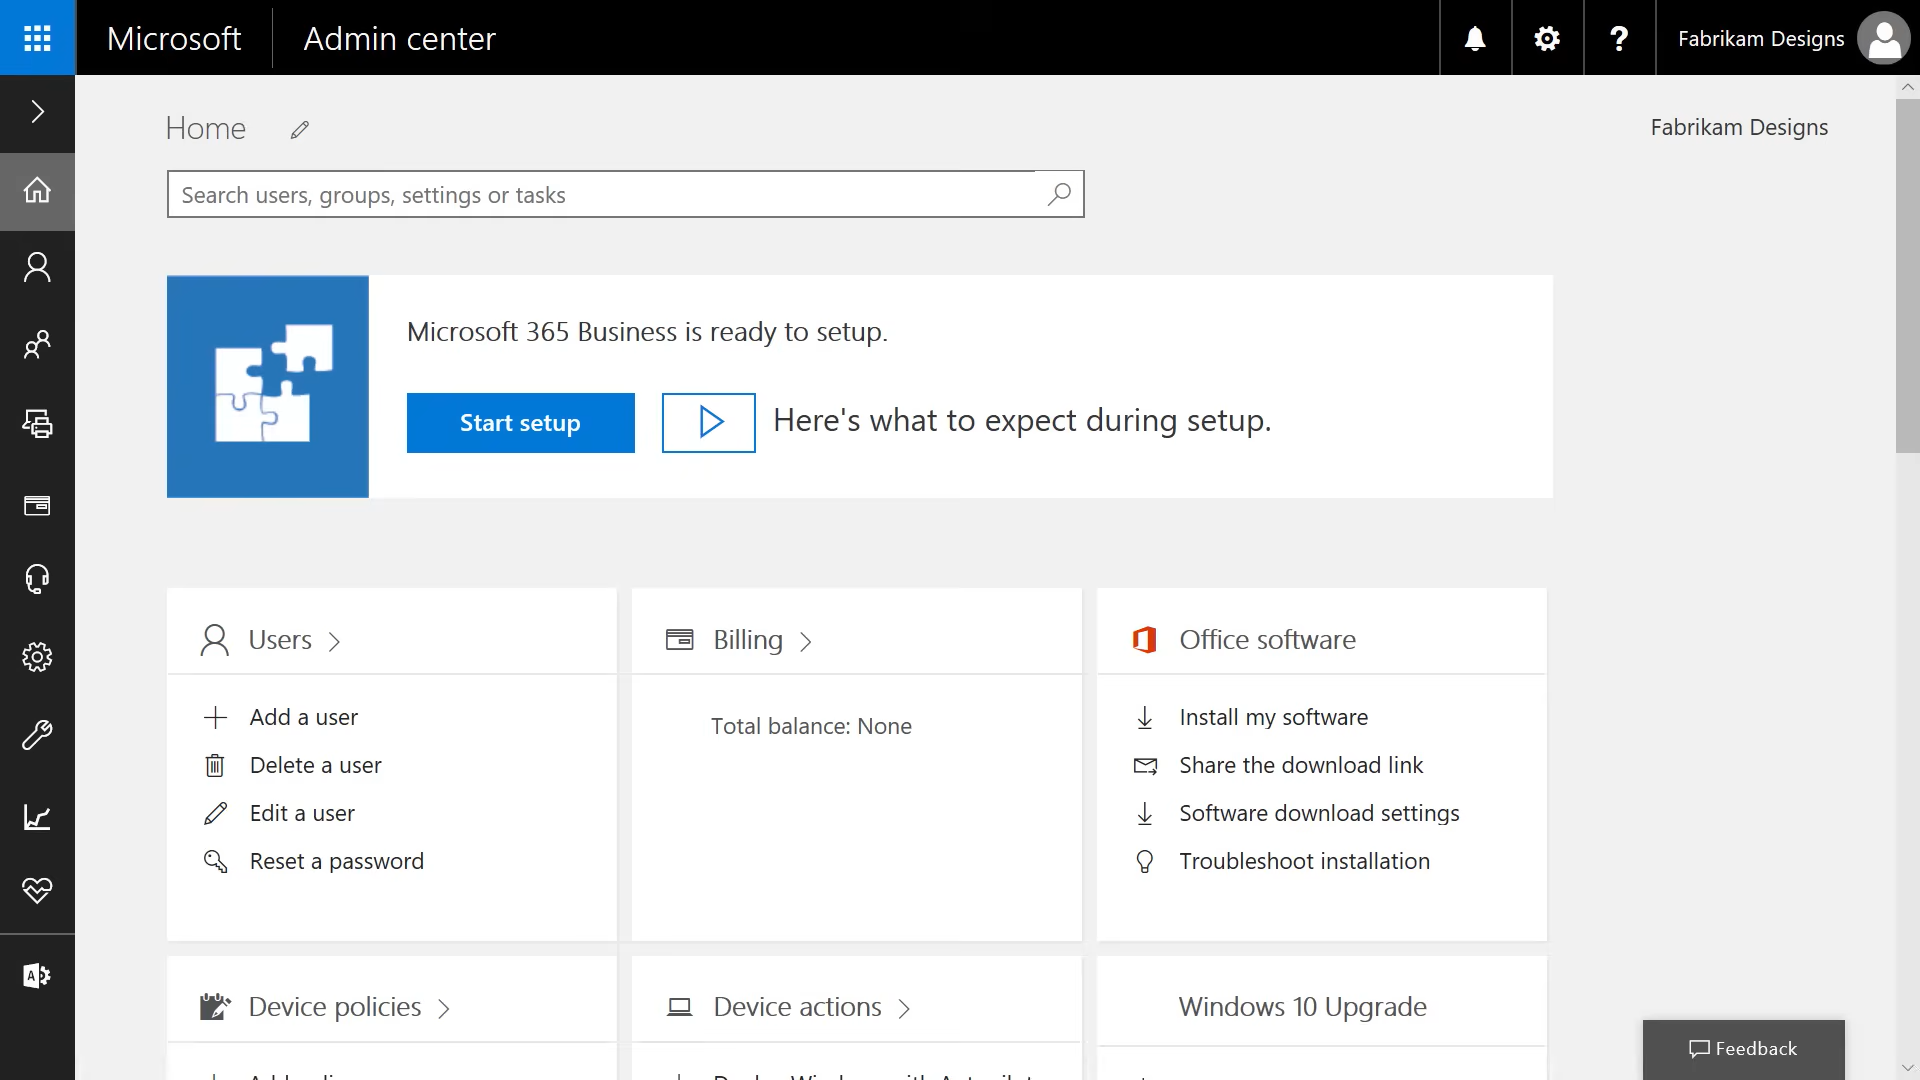 Microsoft
Admin center
Fabrikam Designs
Home
Fabrikam Designs
Search users, groups, settings or tasks
Microsoft 365 Business is ready to setup.
Start setup
Here's what to expect during setup.
Users
Billing
Office software
Add a user
Delete a user
Edit a user
Reset a password
Total balance: None
Install my software
Share the download link
Software download settings
Troubleshoot installation
Device policies
Device actions
Windows 10 Upgrade
Feedback